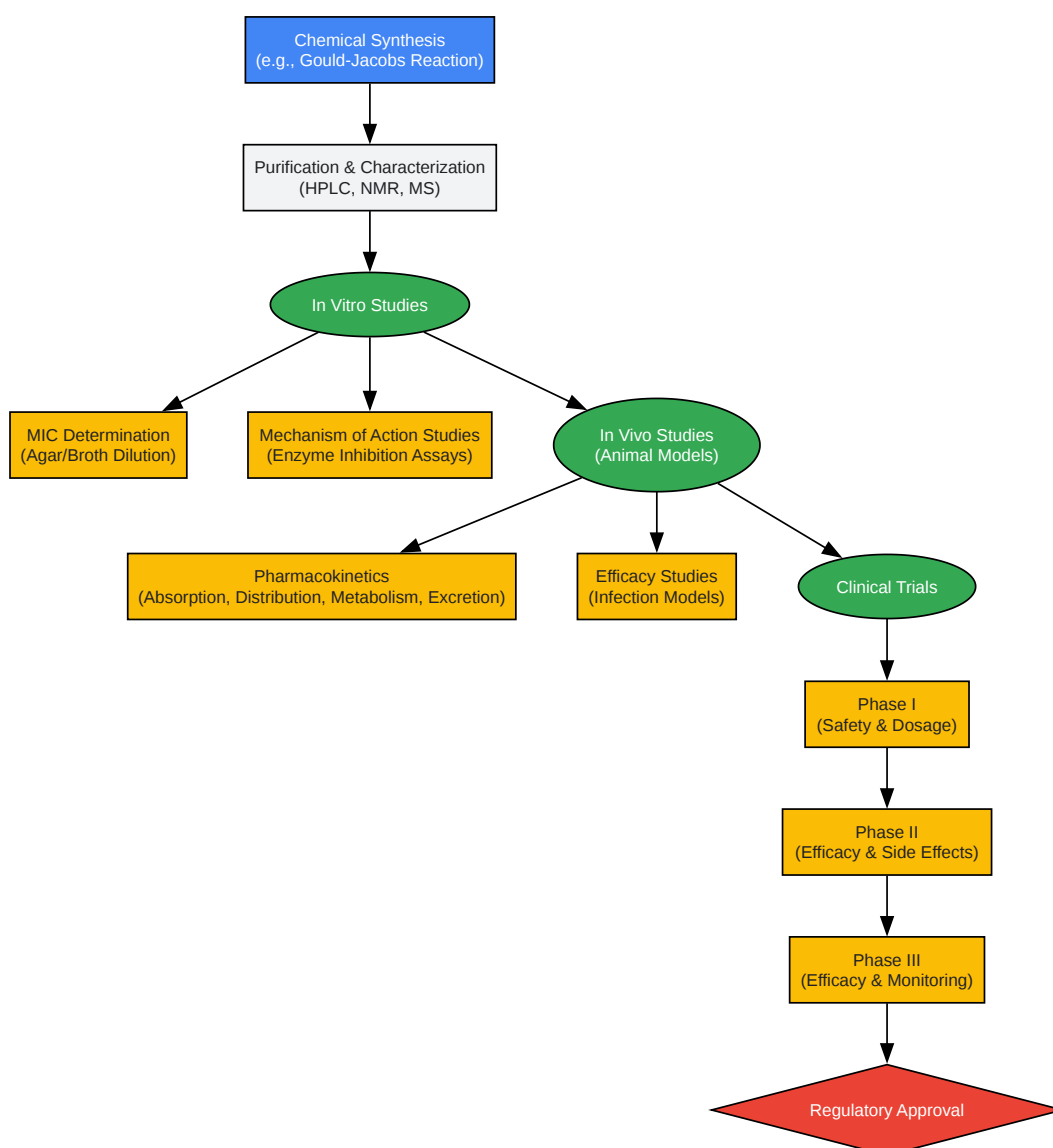 Chemical Synthesis
(e.g., Gould-Jacobs Reaction)
Purification & Characterization
(HPLC, NMR, MS)
In Vitro Studies
MIC Determination
(Agar/Broth Dilution)
Mechanism of Action Studies
(Enzyme Inhibition Assays)
In Vivo Studies
(Animal Models)
Pharmacokinetics
(Absorption, Distribution, Metabolism, Excretion)
Efficacy Studies
(Infection Models)
Clinical Trials
Phase I
(Safety & Dosage)
Phase II
(Efficacy & Side Effects)
Phase III
(Efficacy & Monitoring)
Regulatory Approval